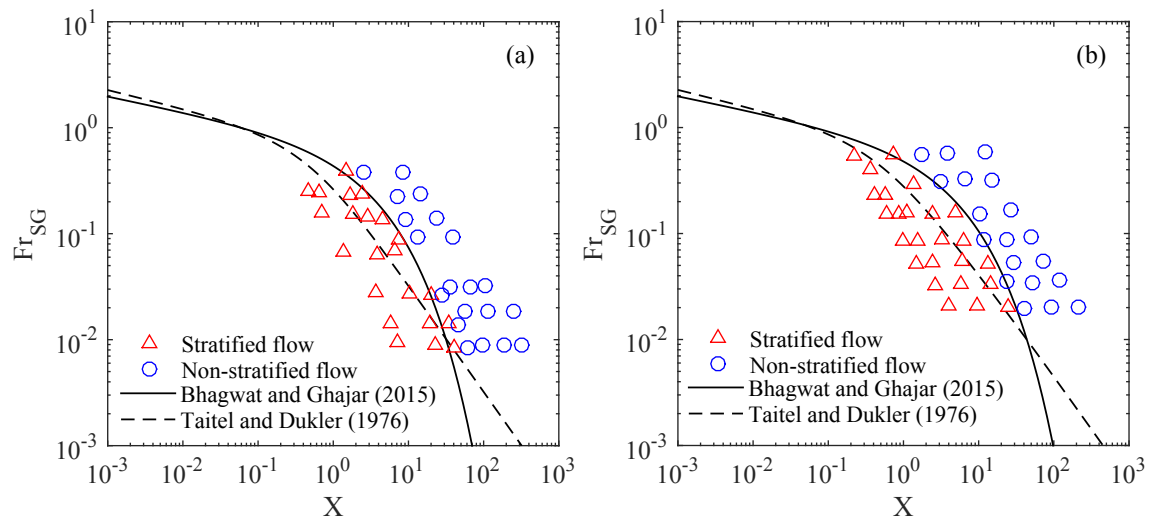 (a)
10^1
10^0
10^-1
10^-2
10^-3
Fr_SG
Stratified flow
Non-stratified flow
Bhagwat and Ghajar (2015)
Taitel and Dukler (1976)
10^-3 10^-2 10^-1 10^0 10^1 10^2 10^3
X
(b)
10^1
10^0
10^-1
10^-2
10^-3
Fr_SG
Stratified flow
Non-stratified flow
Bhagwat and Ghajar (2015)
Taitel and Dukler (1976)
10^-3 10^-2 10^-1 10^0 10^1 10^2 10^3
X